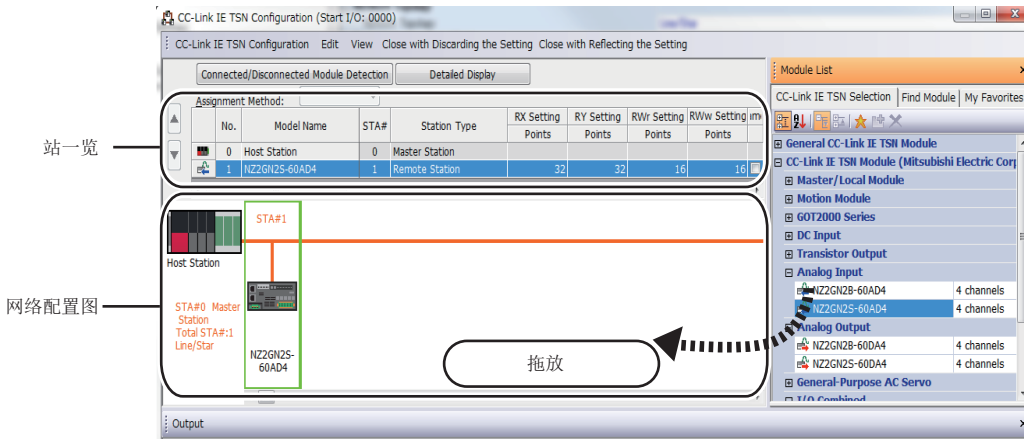 CC-Link IE TSN Configuration (Start I/O: 0000)
CC-Link IE TSN Configuration Edit View Close with Discarding the Setting Close with Reflecting the Setting
Connected/Disconnected Module Detection Detailed Display
Assignment Method:
No. Model Name STA# Station Type RX Setting RY Setting RWr Setting RWw Setting
Points Points Points Points
0 Host Station 0 Master Station
1 NZ2GN2S-60AD4 1 Remote Station 32 32 16 16
站一览
网络配置图
STA#1
Host Station
STA#0 Master
Station
Total STA#:1
Line/Star
NZ2GN2S-
60AD4
拖放
Module List
CC-Link IE TSN Selection Find Module My Favorites
General CC-Link IE TSN Module
CC-Link IE TSN Module (Mitsubishi Electric Corp
Master/Local Module
Motion Module
GOT2000 Series
DC Input
Transistor Output
Analog Input
NZ2GN2B-60AD4 4 channels
NZ2GN2S-60AD4 4 channels
Analog Output
NZ2GN2B-60DA4 4 channels
NZ2GN2S-60DA4 4 channels
General-Purpose AC Servo
I/O Combined
Output